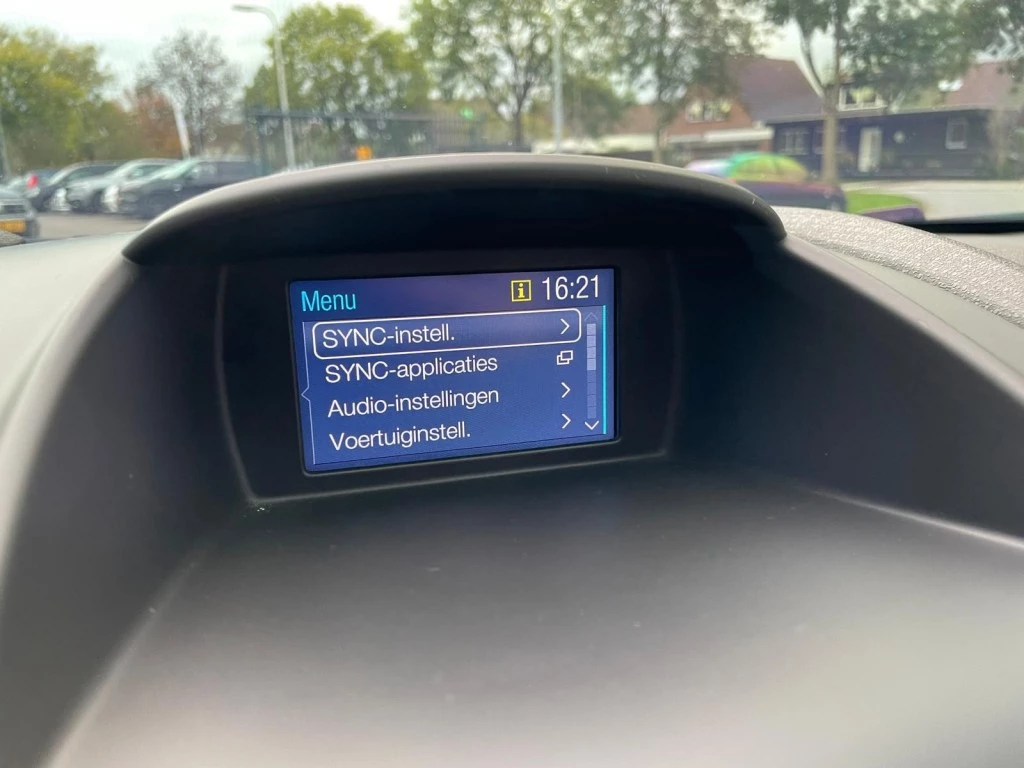 Menu i 16:21
SYNC-instell.
SYNC-applicaties
Audio-instellingen
Voertuiginstell.